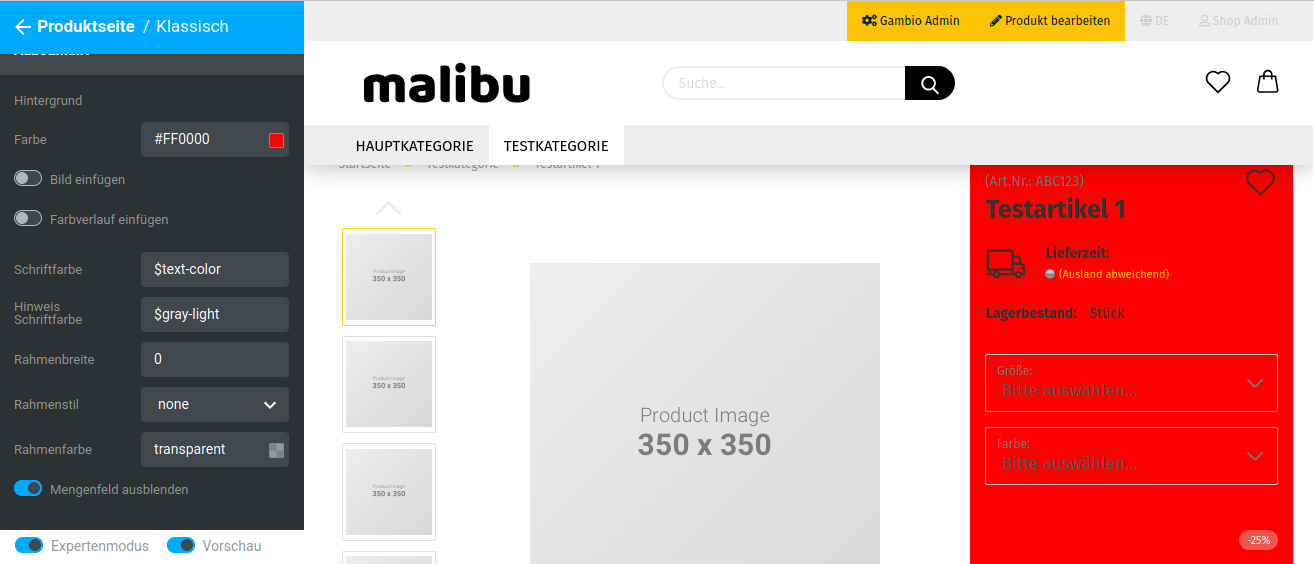 Produktseite / Klassisch
ALLGEMEIN
Hintergrund
Farbe #FF0000
Bild einfügen
Farbverlauf einfügen
Schriftfarbe $text-color
Hinweis
Schriftfarbe $gray-light
Rahmenbreite 0
Rahmenstil none
Rahmenfarbe transparent
Mengenfeld ausblenden
Expertenmodus Vorschau
Gambio Admin Produkt bearbeiten DE Shop Admin
malibu
Suche...
HAUPTKATEGORIE TESTKATEGORIE
Startseite » Testkategorie » Testartikel 1
Product Image
350 x 350
Product Image
350 x 350
Product Image
350 x 350
Product Image
350 x 350
(Art.Nr.: ABC123)
Testartikel 1
Lieferzeit:
(Ausland abweichend)
Lagerbestand: - Stück
Größe:
Bitte auswählen...
Farbe:
Bitte auswählen...
-25%